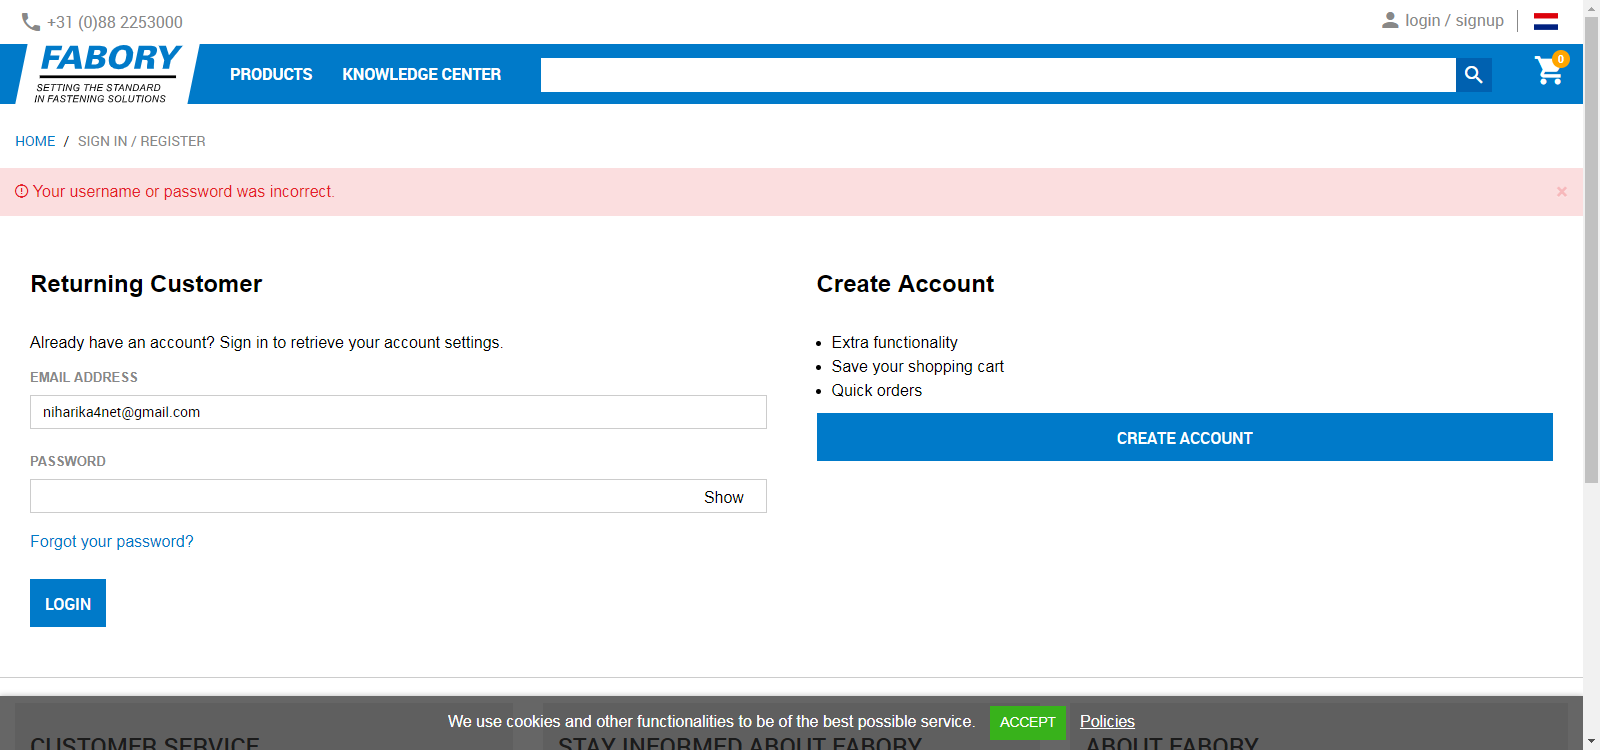 +31 (0)88 2253000
login / signup
FABORY
SETTING THE STANDARD
IN FASTENING SOLUTIONS
PRODUCTS
KNOWLEDGE CENTER
0
HOME / SIGN IN / REGISTER
Your username or password was incorrect.
×
Returning Customer
Already have an account? Sign in to retrieve your account settings.
EMAIL ADDRESS
niharika4net@gmail.com
PASSWORD
Show
Forgot your password?
LOGIN
Create Account
• Extra functionality
• Save your shopping cart
• Quick orders
CREATE ACCOUNT
We use cookies and other functionalities to be of the best possible service. ACCEPT Policies
CUSTOMER SERVICE
STAY INFORMED ABOUT FABORY
ABOUT FABORY